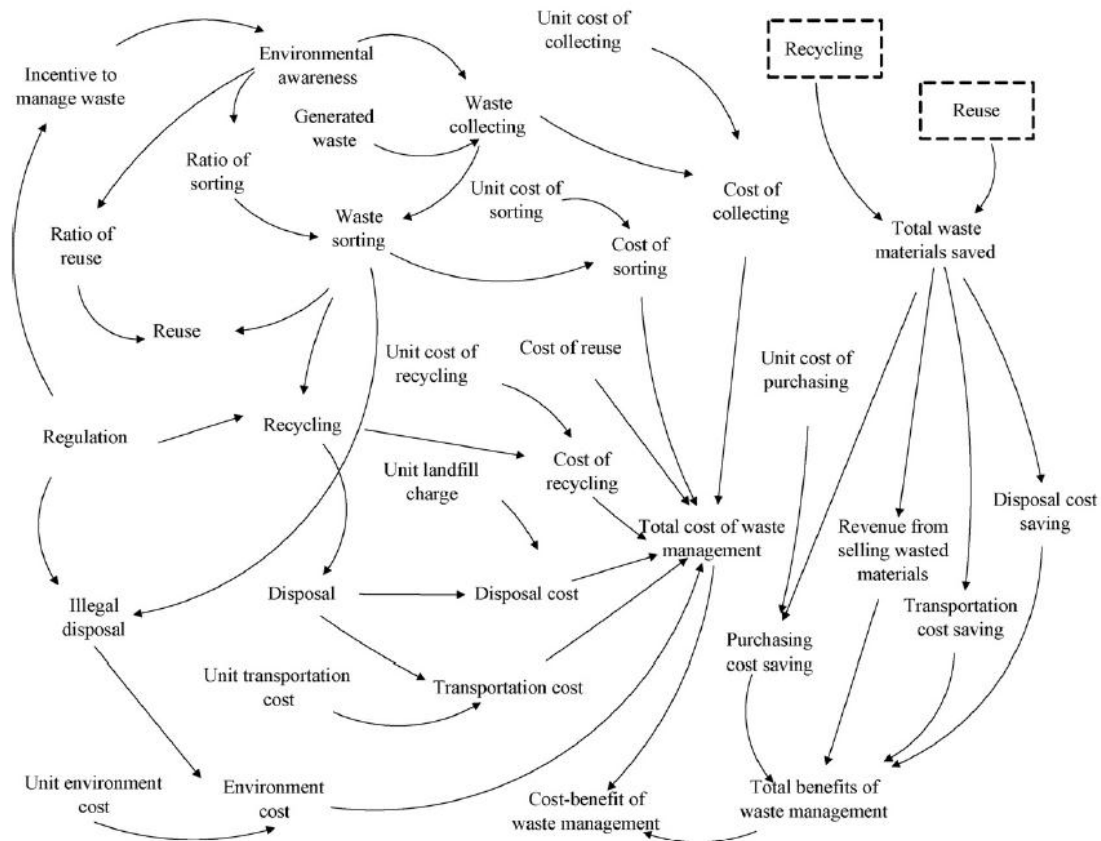 Unit cost of
collecting
Recycling
Environmental
awareness
Incentive to
manage waste
Reuse
Generated
waste
Waste
collecting
Ratio of
sorting
Unit cost of
sorting
Cost of
collecting
Ratio of
reuse
Waste
sorting
Cost of
sorting
Total waste
materials saved
Reuse
Unit cost of
recycling
Cost of reuse
Unit cost of
purchasing
Regulation
Recycling
Unit landfill
charge
Cost of
recycling
Total cost of waste
management
Revenue from
selling wasted
materials
Disposal cost
saving
Illegal
disposal
Disposal
Disposal cost
Transportation
cost saving
Purchasing
cost saving
Unit transportation
cost
Transportation cost
Unit environment
cost
Environment
cost
Cost-benefit of
waste management
Total benefits of
waste management